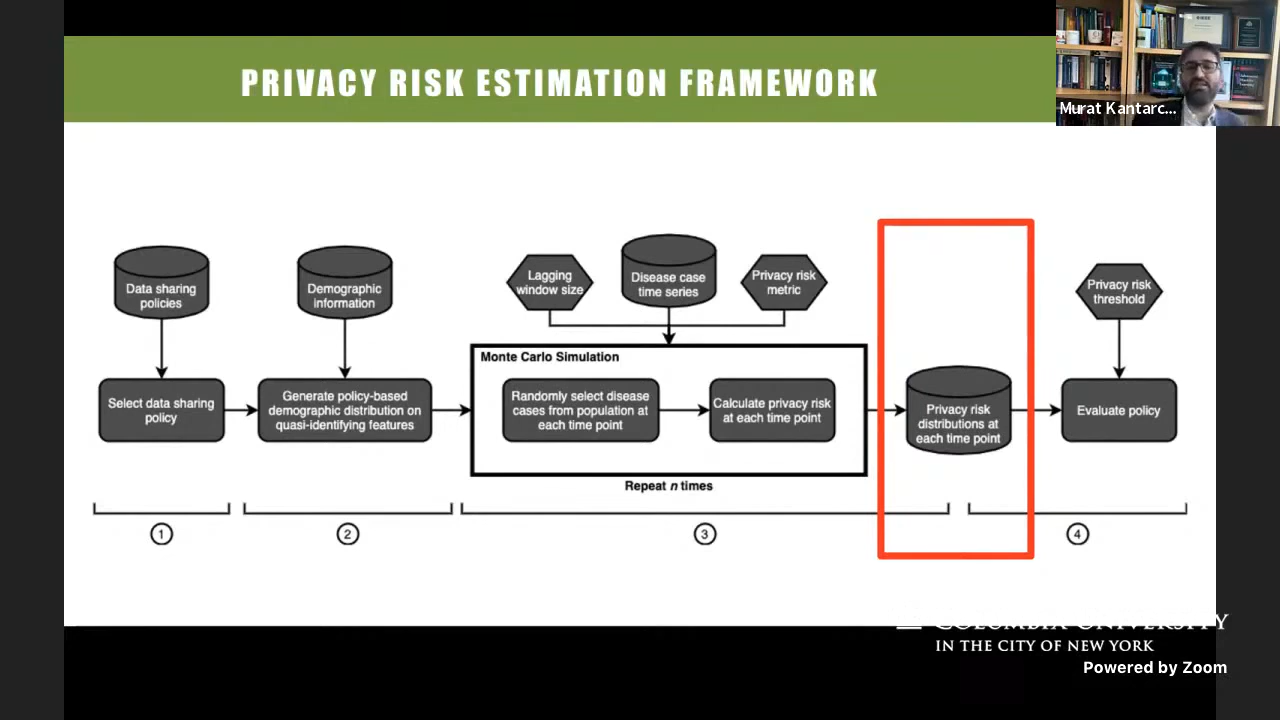 PRIVACY RISK ESTIMATION FRAMEWORK
Murat Kantarc...
Data sharing
policies
Demographic
information
Lagging
window size
Disease case
time series
Privacy risk
metric
Privacy risk
threshold
Monte Carlo Simulation
Select data sharing
policy
Generate policy-based
demographic distribution on
quasi-identifying features
Randomly select disease
cases from population at
each time point
Calculate privacy risk
at each time point
Privacy risk
distributions at
each time point
Evaluate policy
Repeat n times
1
2
3
4
COLUMBIA UNIVERSITY
IN THE CITY OF NEW YORK
Powered by Zoom